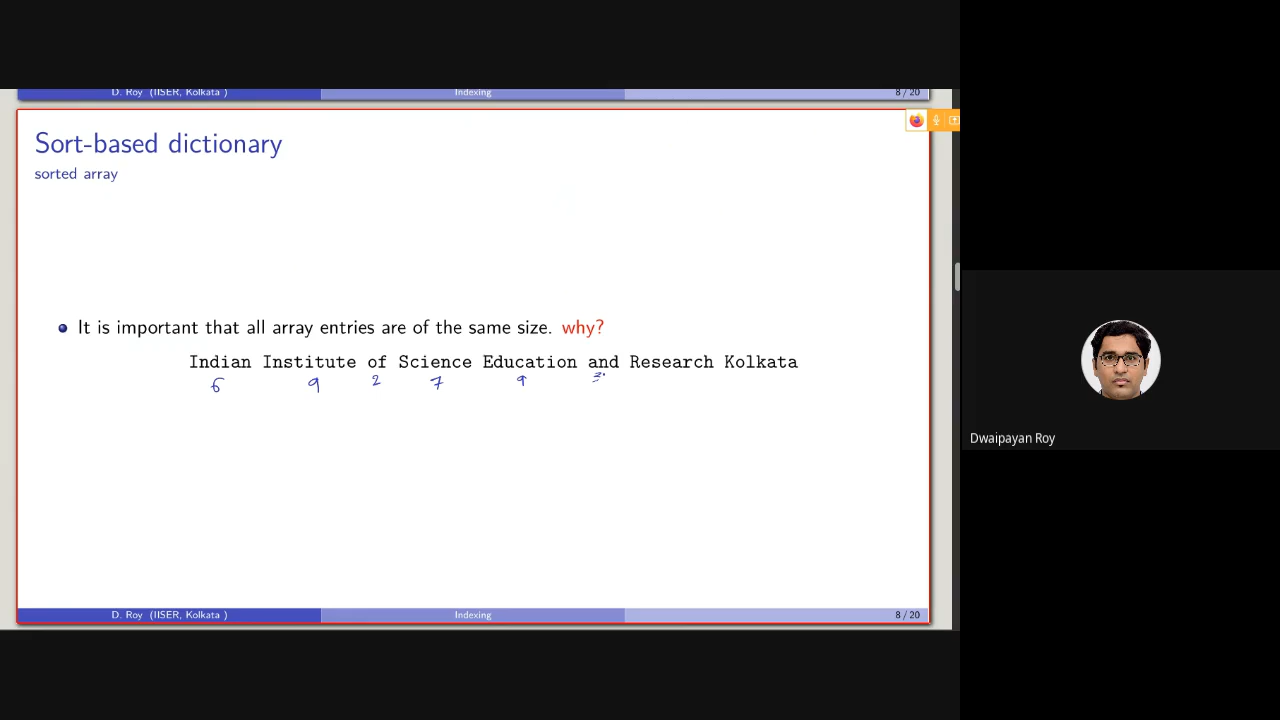 D. Roy (IISER, Kolkata ) Indexing 8 / 20
Sort-based dictionary
sorted array
It is important that all array entries are of the same size. why?
Indian Institute of Science Education and Research Kolkata
6 9 2 7 9 3
Dwaipayan Roy
D. Roy (IISER, Kolkata ) Indexing 8 / 20